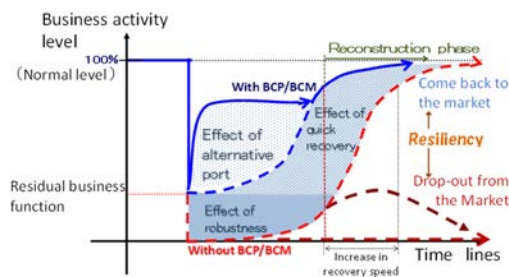 Business activity
level
100%
(Normal level)
Reconstruction phase
With BCP/BCM
Come back to
the market
Effect of
alternative
port
Effect of
quick
recovery
Resiliency
Residual business
function
Drop-out from
the Market
Effect of
robustness
Without BCP/BCM
Increase in
recovery speed
Time lines